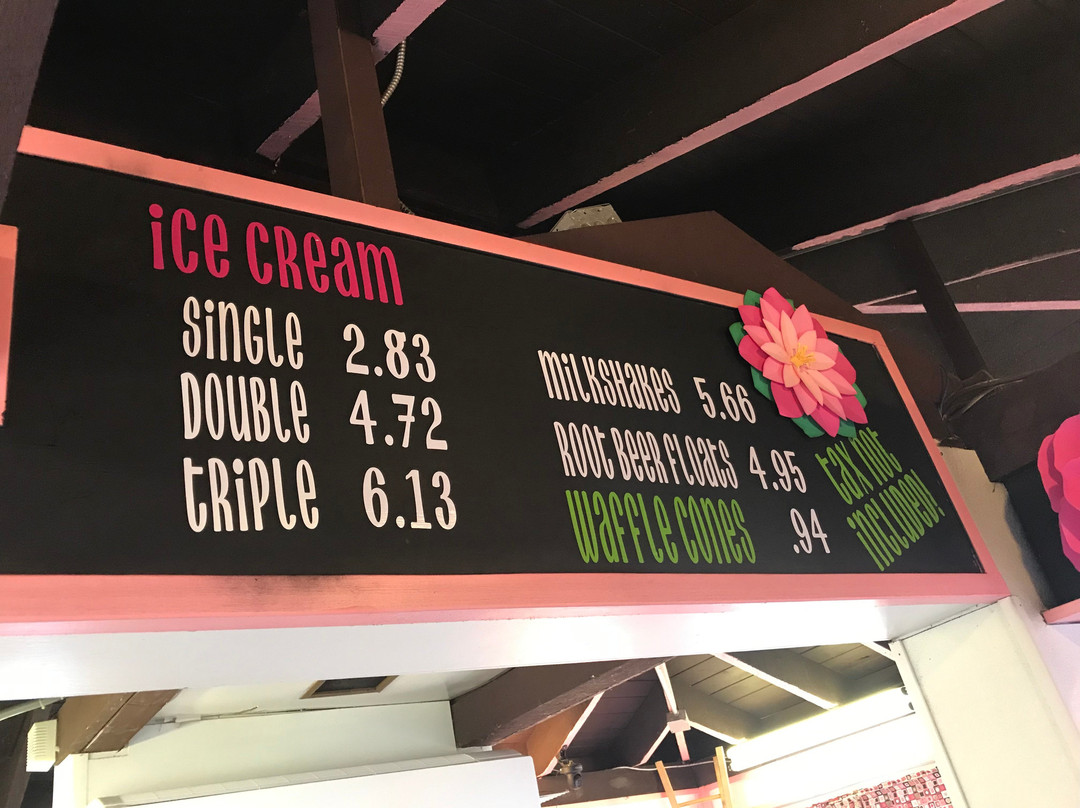 iCe CReam
SiNGLe 2.83
DOUBLe 4.72
tRiPLe 6.13
MiLKSHAKeS 5.66
ROOt BeeR FLOatS 4.95
WaFFLe CONeS .94
tax Not
iNCLUDeD!